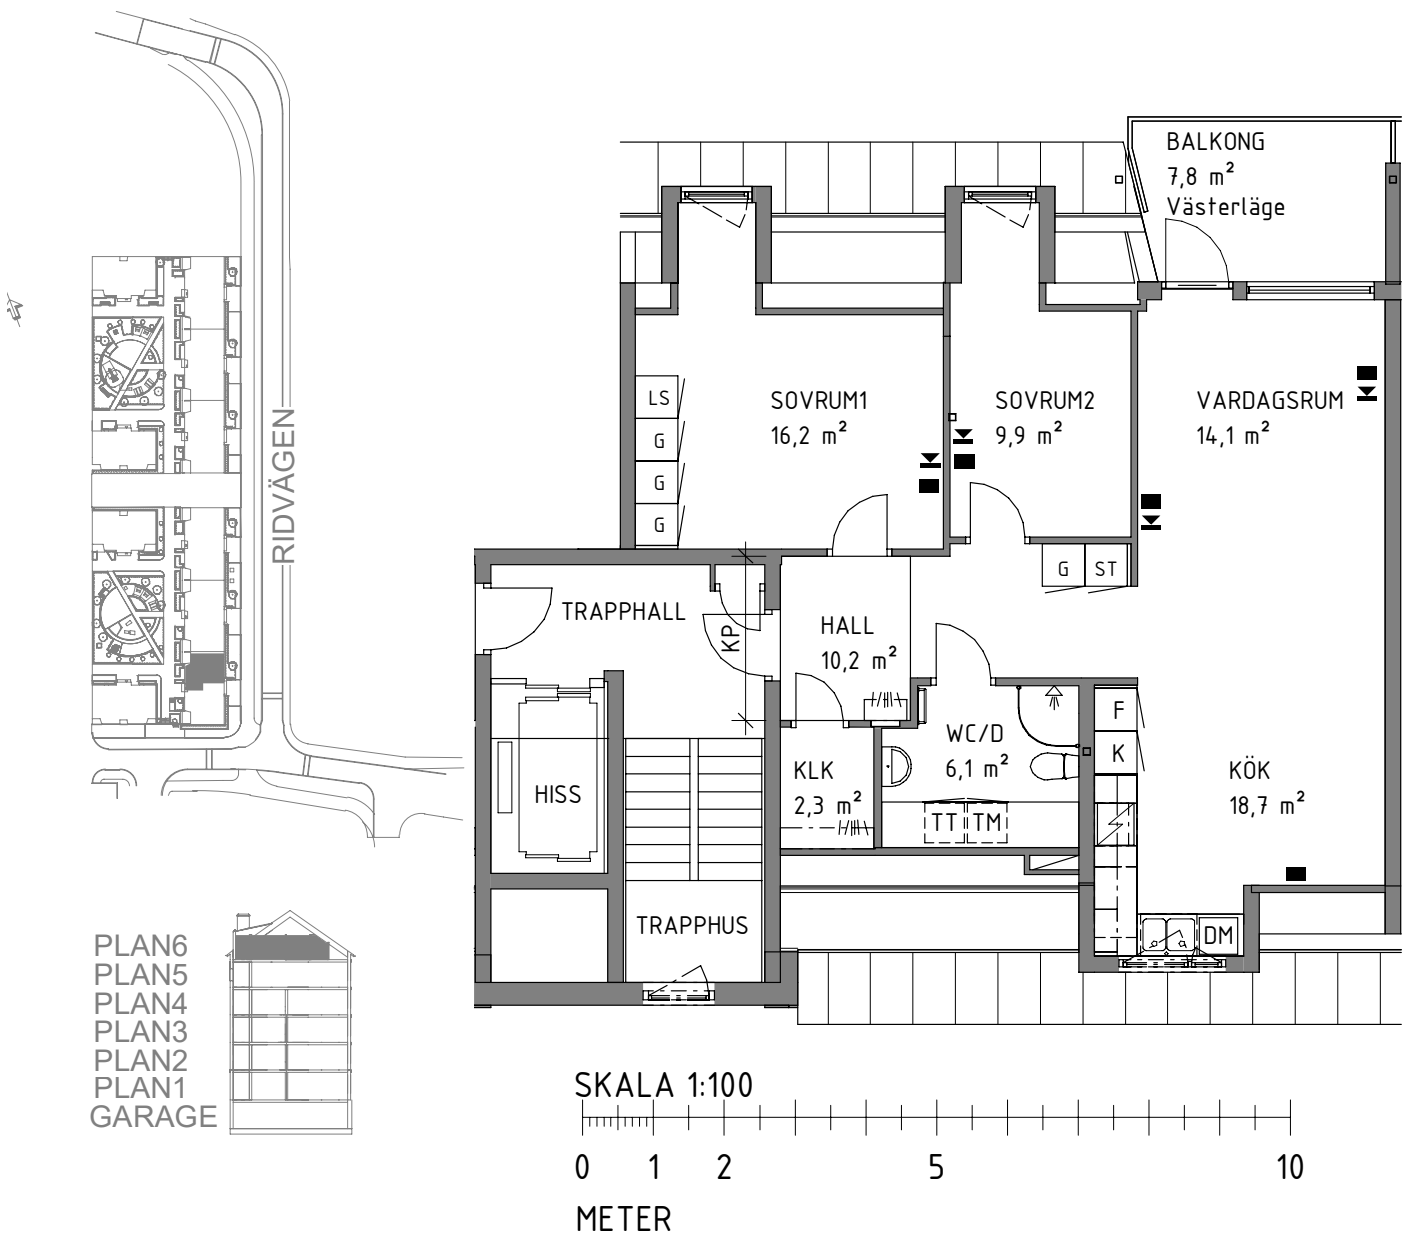 BALKONG
7,8 m²
Västerläge
RIDVÄGEN
LS
G
G
G
SOVRUM1
16,2 m²
SOVRUM2
9,9 m²
VARDAGSRUM
14,1 m²
G
ST
TRAPPHALL
KP
HALL
10,2 m²
F
K
WC/D
6,1 m²
KLK
2,3 m²
KÖK
18,7 m²
HISS
TT
TM
TRAPPHUS
DM
PLAN6
PLAN5
PLAN4
PLAN3
PLAN2
PLAN1
GARAGE
SKALA 1:100
0 1 2 5 10
METER